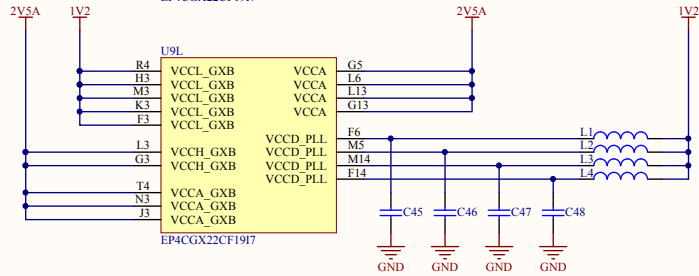 2V5A 1V2 2V5A 1V2
U9L
R4 VCCL_GXB VCCA G5
H3 VCCL_GXB VCCA L6
M3 VCCL_GXB VCCA L13
K3 VCCL_GXB VCCA G13
F3 VCCL_GXB
VCCD_PLL F6 L1
L3 VCCH_GXB VCCD_PLL M5 L2
G3 VCCH_GXB VCCD_PLL M14 L3
VCCD_PLL F14 L4
T4 VCCA_GXB
N3 VCCA_GXB
J3 VCCA_GXB
C45 C46 C47 C48
EP4CGX22CF19I7
GND GND GND GND